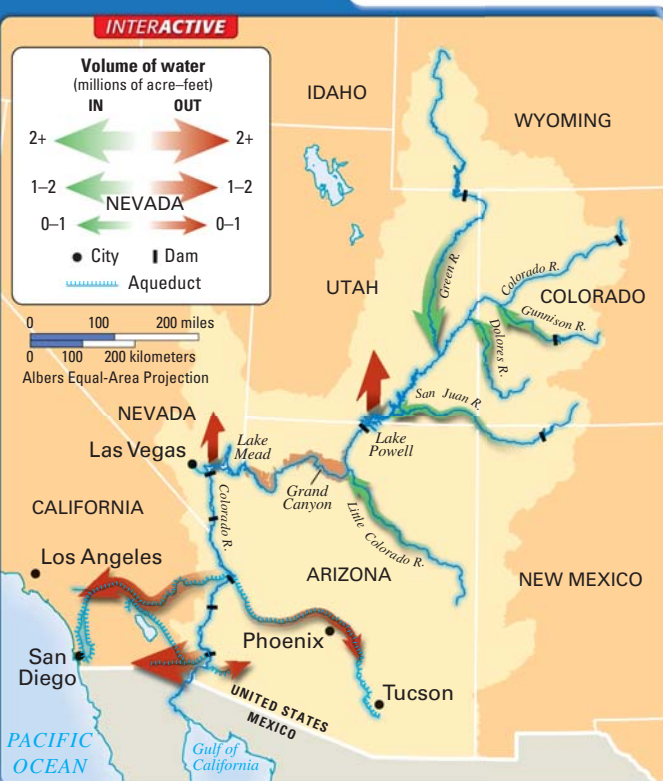 INTERACTIVE
Volume of water
(millions of acre–feet)
IN OUT
2+ 2+
1–2 1–2
NEVADA
0–1 0–1
City Dam
Aqueduct
0 100 200 miles
0 100 200 kilometers
Albers Equal-Area Projection
IDAHO
WYOMING
UTAH
Green R.
Colorado R.
COLORADO
Gunnison R.
Dolores R.
San Juan R.
NEVADA
Las Vegas
Lake
Mead
Lake
Powell
Grand
Canyon
CALIFORNIA
Colorado R.
Little Colorado R.
Los Angeles
ARIZONA
NEW MEXICO
Phoenix
San
Diego
Tucson
UNITED STATES
MEXICO
PACIFIC
OCEAN
Gulf of
California